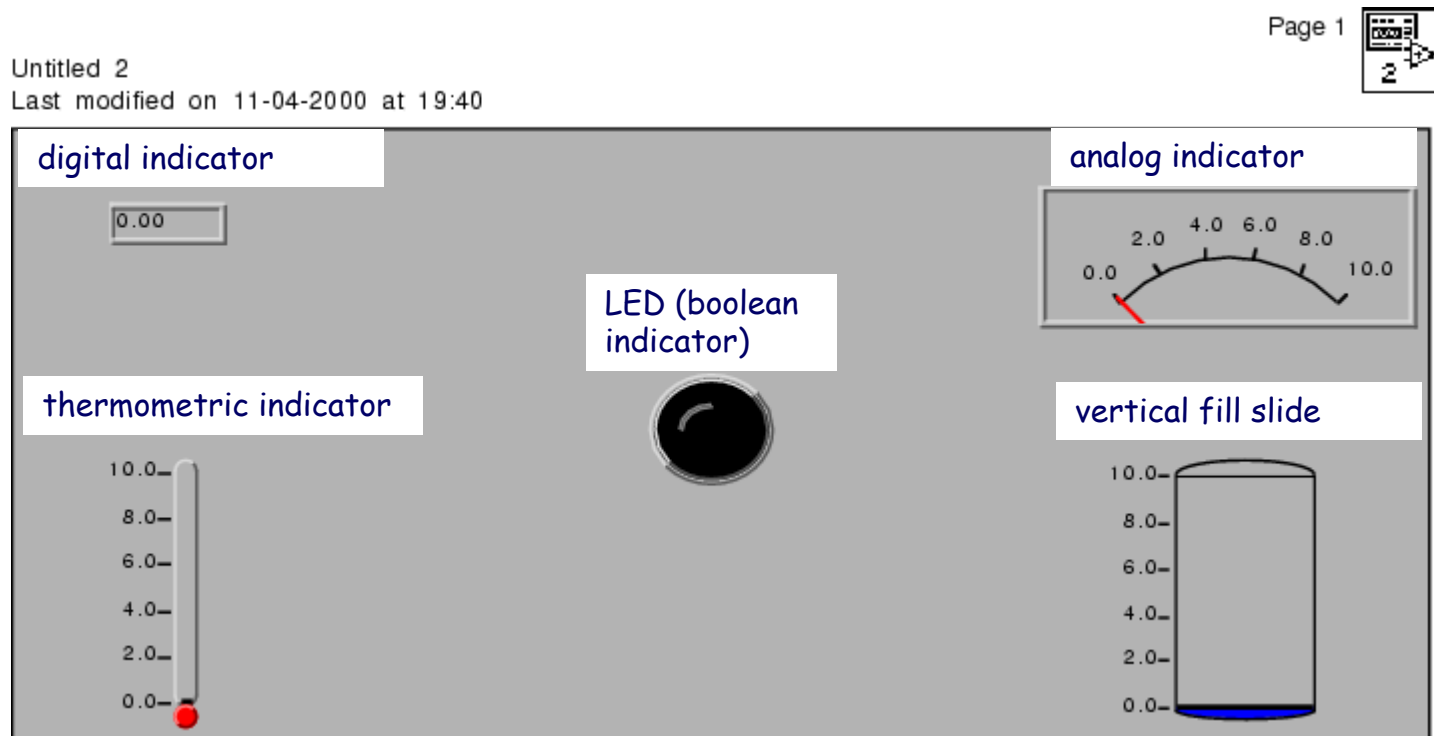 Page 1
2
Untitled 2
Last modified on 11-04-2000 at 19:40
digital indicator
0.00
analog indicator
0.0
2.0
4.0
6.0
8.0
10.0
LED (boolean
indicator)
thermometric indicator
10.0
8.0
6.0
4.0
2.0
0.0
vertical fill slide
10.0
8.0
6.0
4.0
2.0
0.0